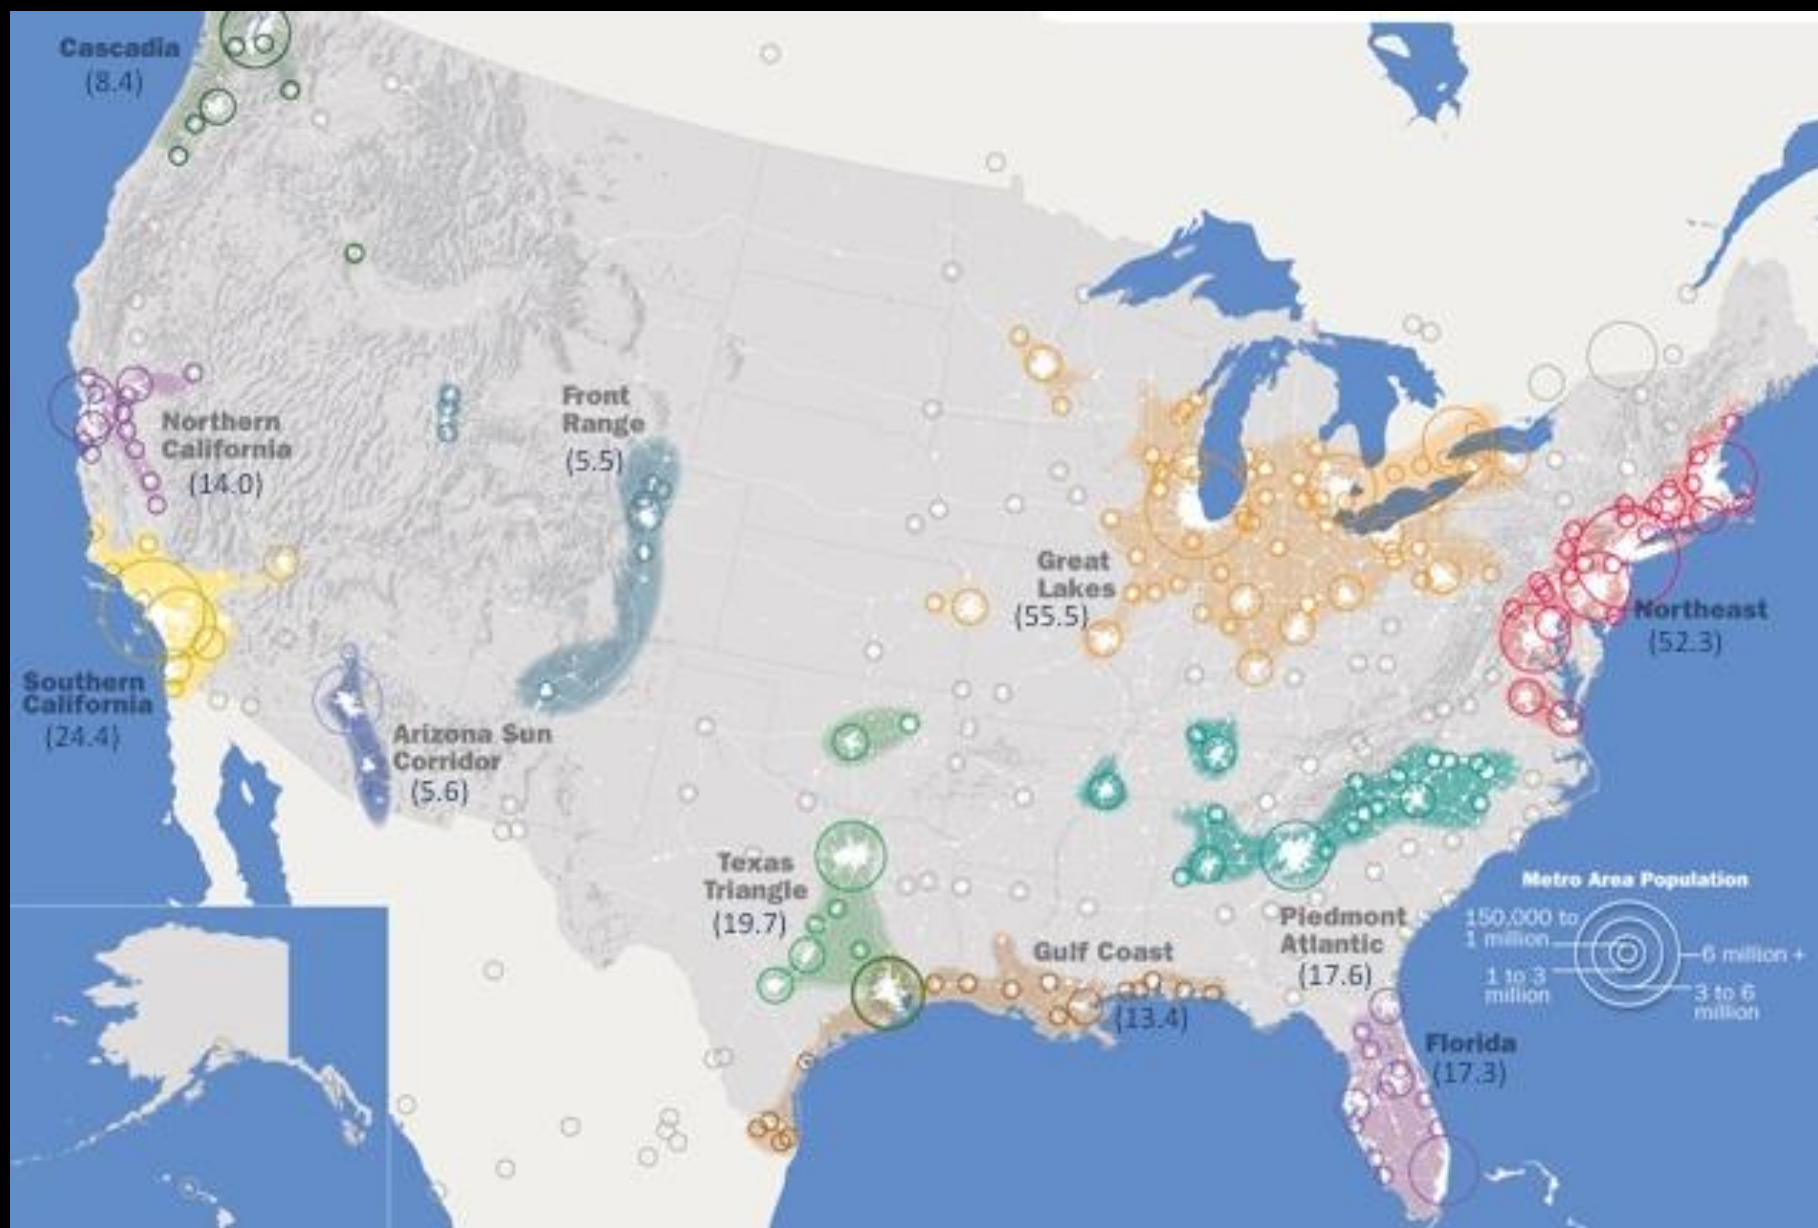 Cascadia
(8.4)
Northern
California
(14.0)
Front
Range
(5.5)
Great
Lakes
(55.5)
Northeast
(52.3)
Southern
California
(24.4)
Arizona Sun
Corridor
(5.6)
Texas
Triangle
(19.7)
Gulf Coast
(13.4)
Piedmont
Atlantic
(17.6)
Florida
(17.3)
Metro Area Population
150,000 to
1 million
1 to 3
million
6 million +
3 to 6
million